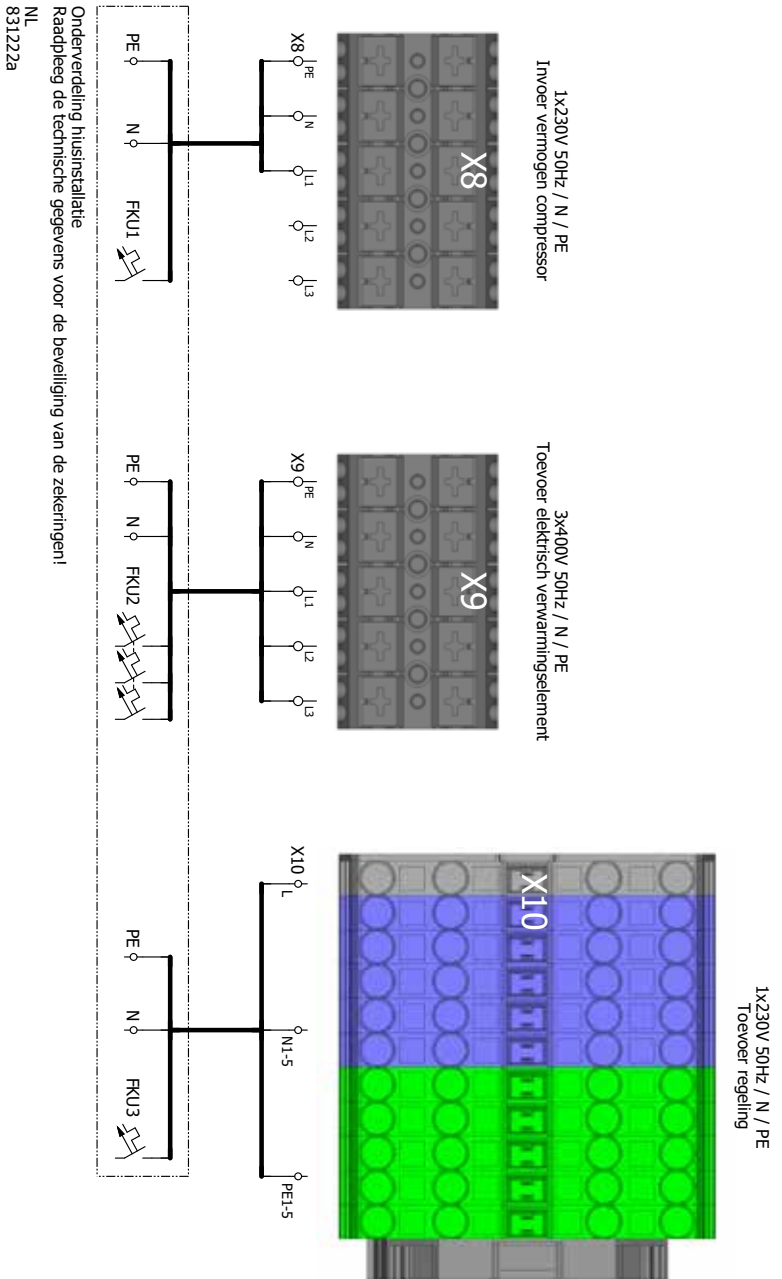 1x230V 50Hz / N / PE
Invoer vermogen compressor
X8
X8
PE
N
L1
L2
L3
PE
N
FKU1
3x400V 50Hz / N / PE
Toevoer elektrisch verwarmingselement
X9
X9
PE
N
L1
L2
L3
PE
N
FKU2
1x230V 50Hz / N / PE
Toevoer regeling
X10
X10
L
N1-5
PE1-5
PE
N
FKU3
Onderverdeling hiusinstallatie
Raadpleeg de technische gegevens voor de beveiliging van de zekeringen!
NL
831222a